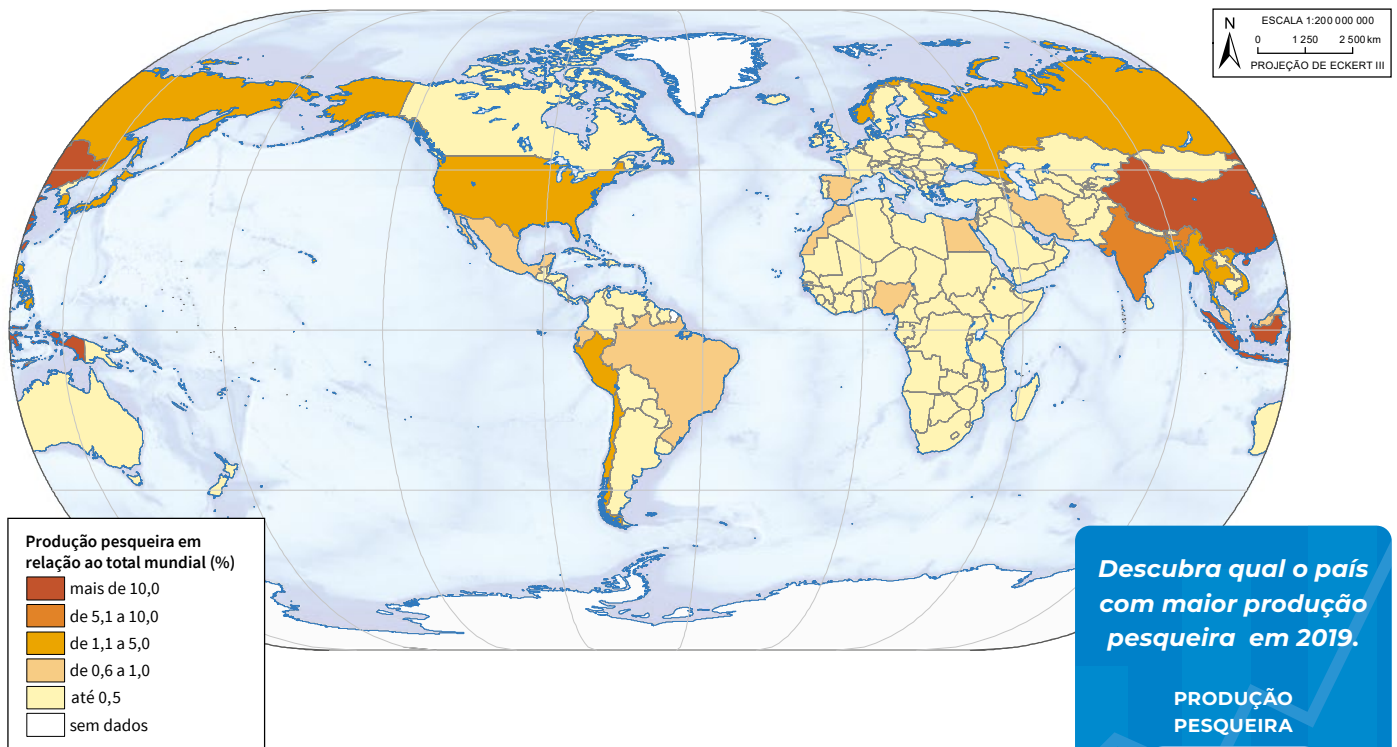 N
ESCALA 1:200 000 000
0 1 250 2 500 km
PROJEÇÃO DE ECKERT III
Produção pesqueira em
relação ao total mundial (%)
mais de 10,0
de 5,1 a 10,0
de 1,1 a 5,0
de 0,6 a 1,0
até 0,5
sem dados
Descubra qual o país
com maior produção
pesqueira em 2019.
PRODUÇÃO
PESQUEIRA